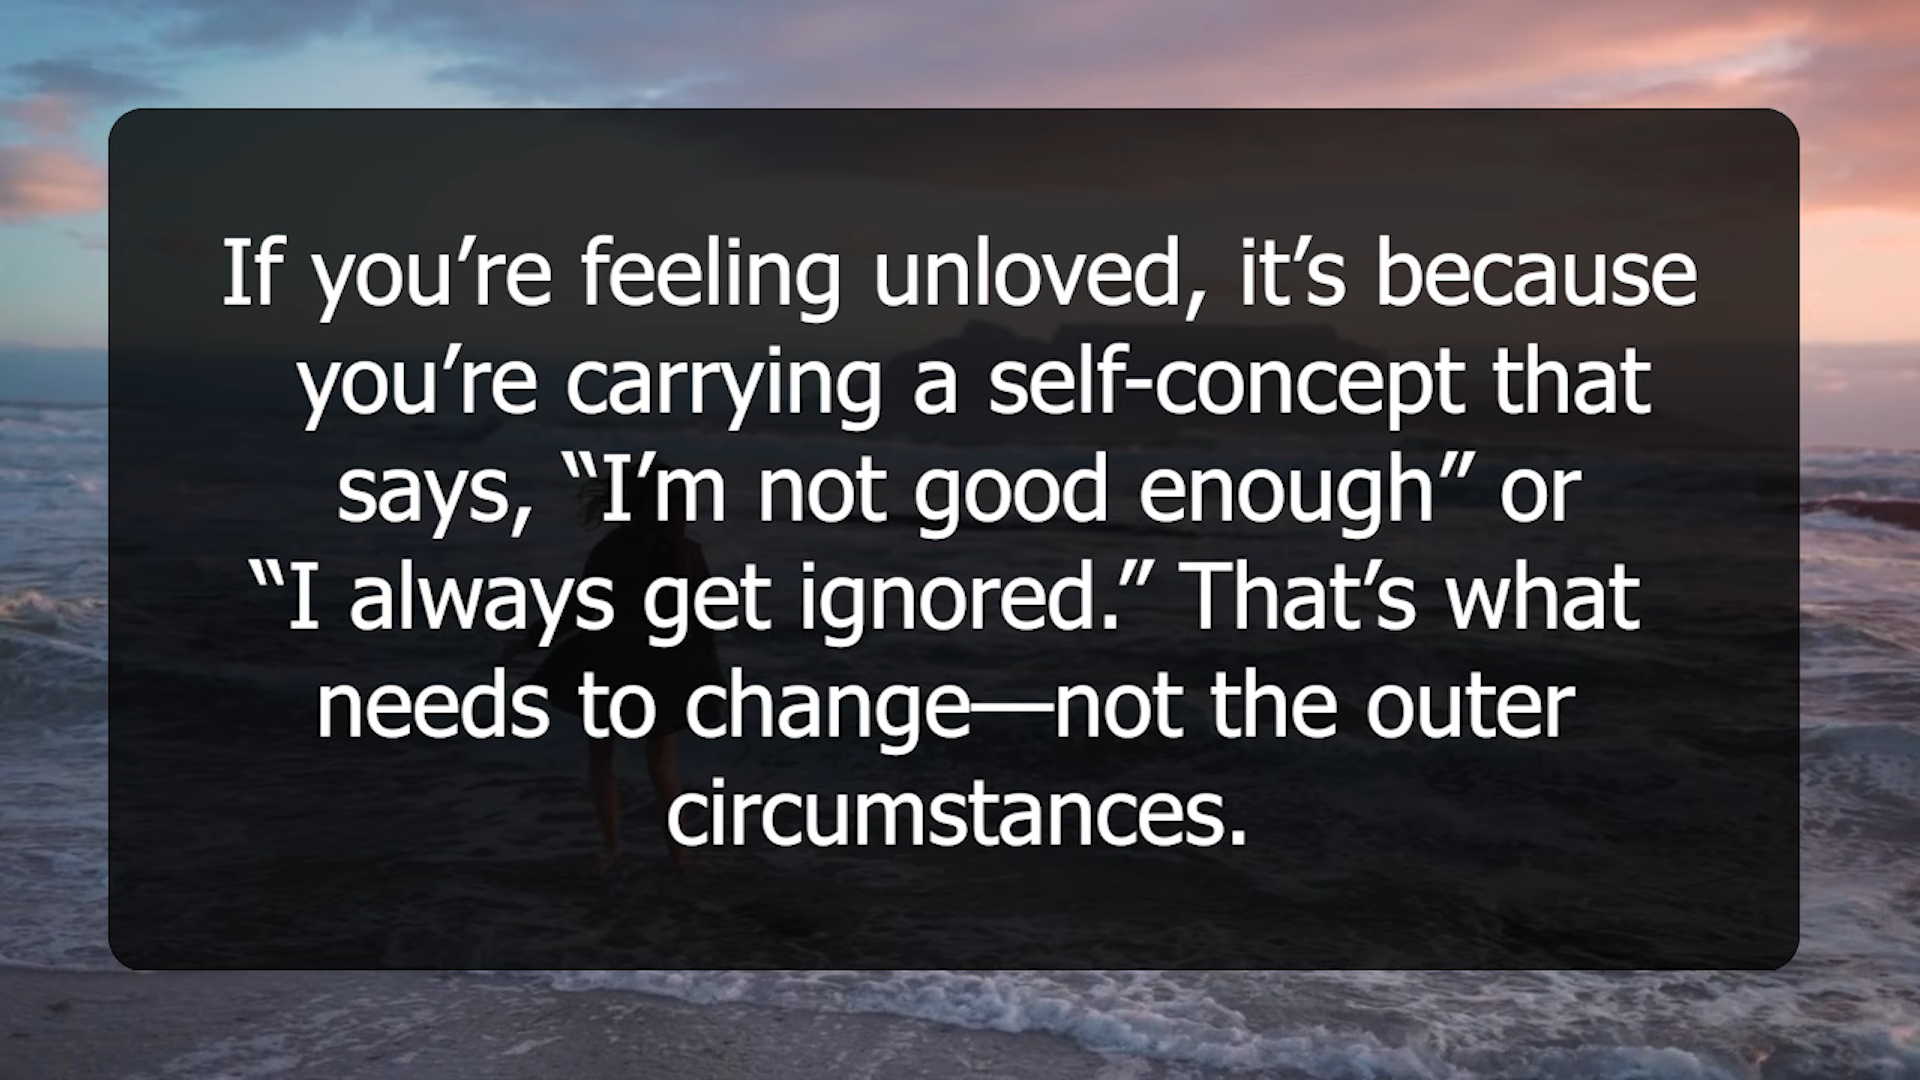 If you’re feeling unloved, it’s because
you’re carrying a self-concept that
says, “I’m not good enough” or
“I always get ignored.” That’s what
needs to change—not the outer
circumstances.